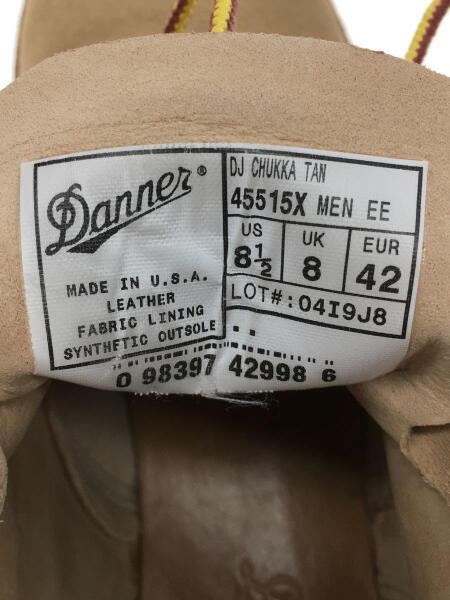 Danner®
MADE IN U.S.A.
LEATHER
FABRIC LINING
SYNTHETIC OUTSOLE
DJ CHUKKA TAN
45515X MEN EE
US UK EUR
8½ 8 42
LOT#:04I9J8
0 98397 42998 6